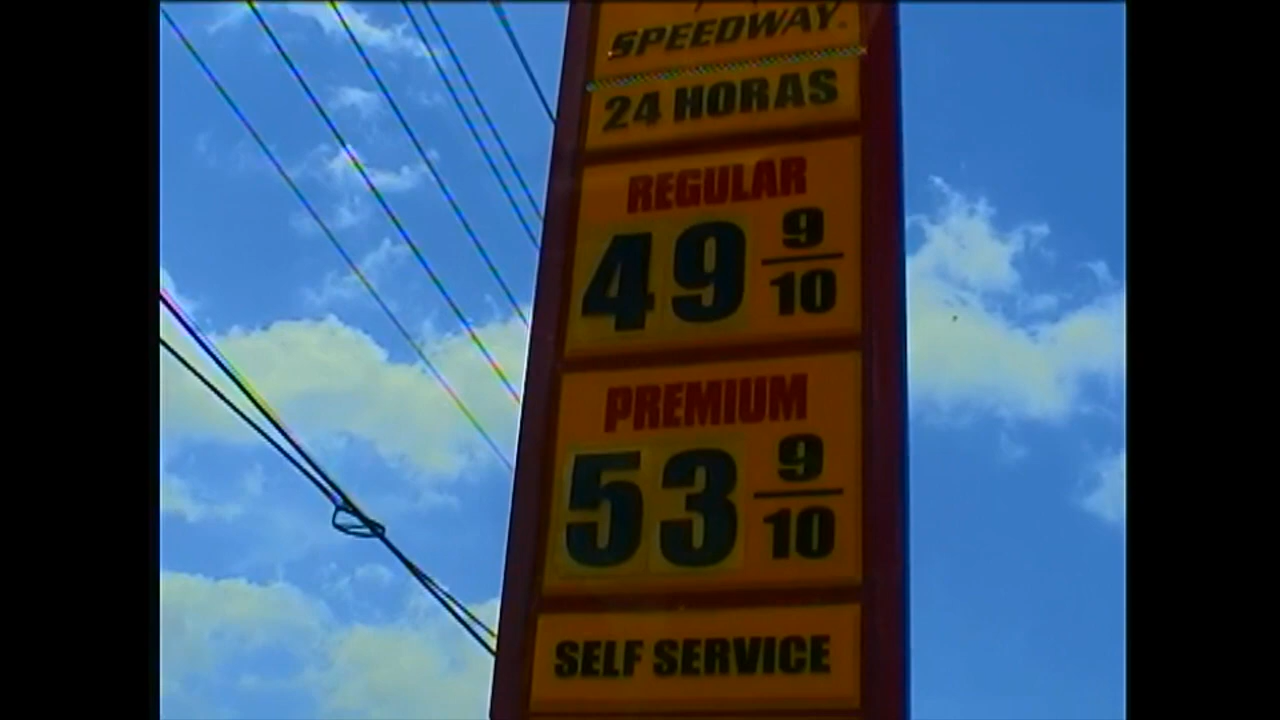 SPEEDWAY
24 HORAS
REGULAR
49 9/10
PREMIUM
53 9/10
SELF SERVICE